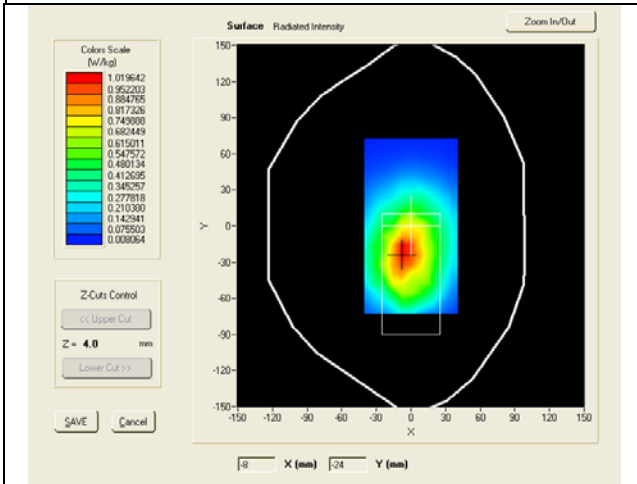 Surface Radiated Intensity
Zoom In/Out
Colors Scale
(W/kg)
1.019642
0.952203
0.884765
0.817326
0.749888
0.682449
0.615011
0.547572
0.480134
0.412695
0.345257
0.277818
0.210380
0.142941
0.075503
0.008064
150
120
90
60
30
0
-30
-60
-90
-120
-150
Y
-150 -120 -90 -60 -30 0 30 60 90 120 150
X
Z-Cuts Control
<< Upper Cut
Z = 4.0 mm
Lower Cut >>
SAVE Cancel
-8 X (mm) -24 Y (mm)